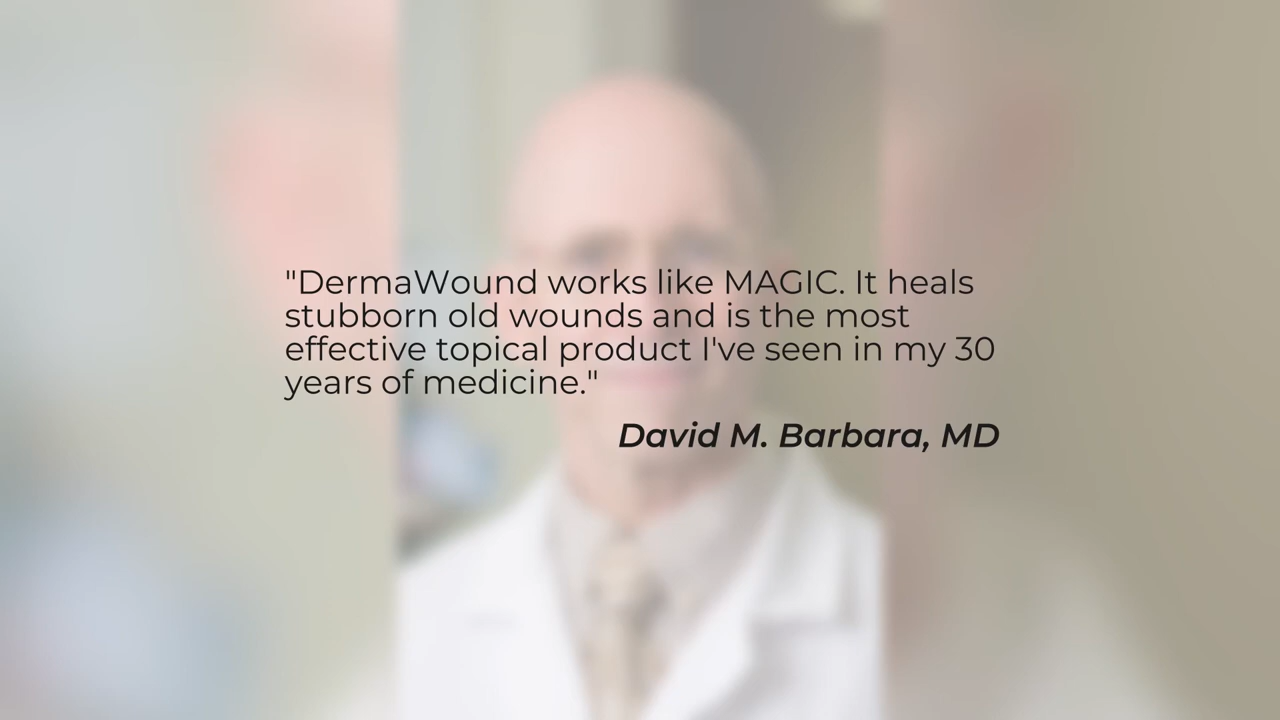 "DermaWound works like MAGIC. It heals
stubborn old wounds and is the most
effective topical product I've seen in my 30
years of medicine."
David M. Barbara, MD